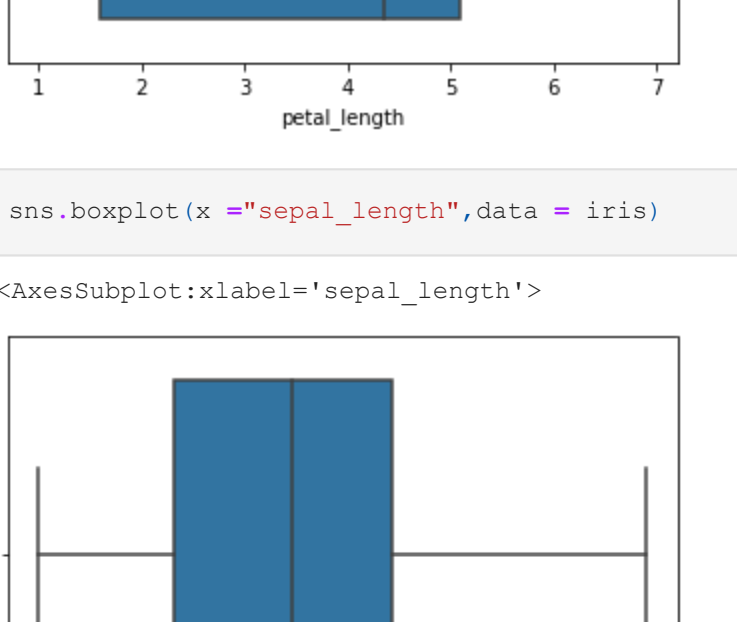 1 2 3 4 5 6 7
petal_length
sns.boxplot(x ="sepal_length",data = iris)
<AxesSubplot:xlabel='sepal_length'>